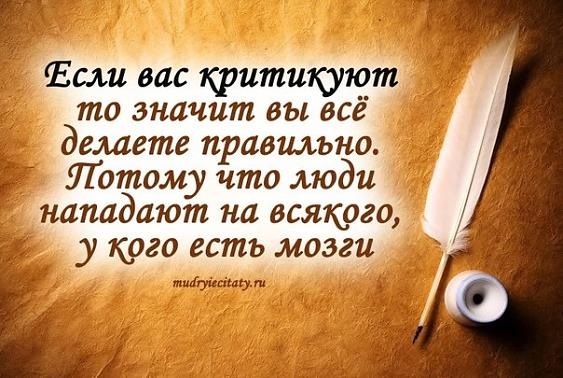 Если вас критикуют
то значит вы всё
делаете правильно.
Потому что люди
нападают на всякого,
у кого есть мозги
mudryiecitaty.ru